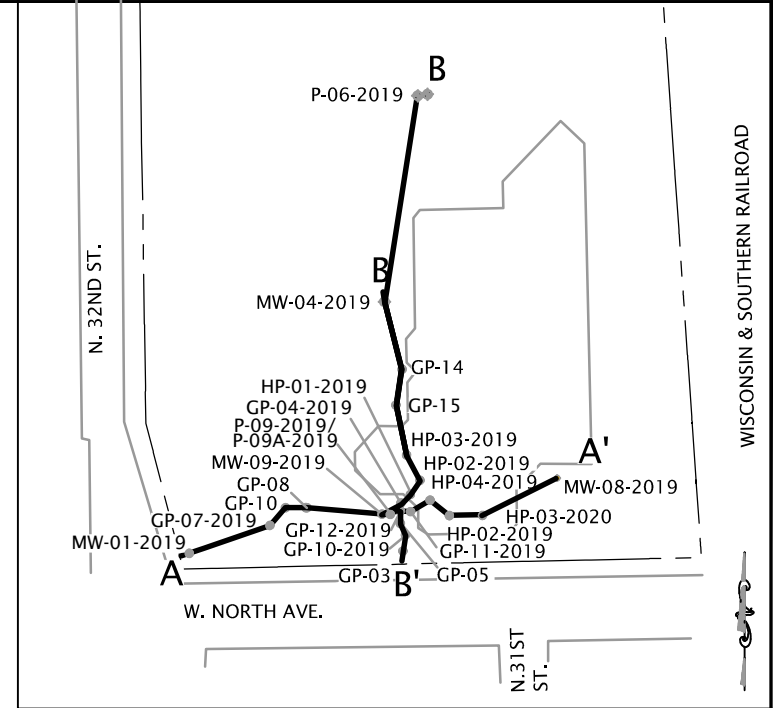 B
P-06-2019
WISCONSIN & SOUTHERN RAILROAD
N. 32ND ST.
B
MW-04-2019
GP-14
HP-01-2019
GP-04-2019
GP-15
P-09-2019/
P-09A-2019
HP-03-2019
MW-09-2019
HP-02-2019
A'
GP-08
HP-04-2019
MW-08-2019
GP-10
GP-07-2019
HP-03-2020
GP-12-2019
HP-02-2019
MW-01-2019
GP-10-2019
GP-11-2019
A
GP-03
B'
GP-05
W. NORTH AVE.
N.31ST
ST.